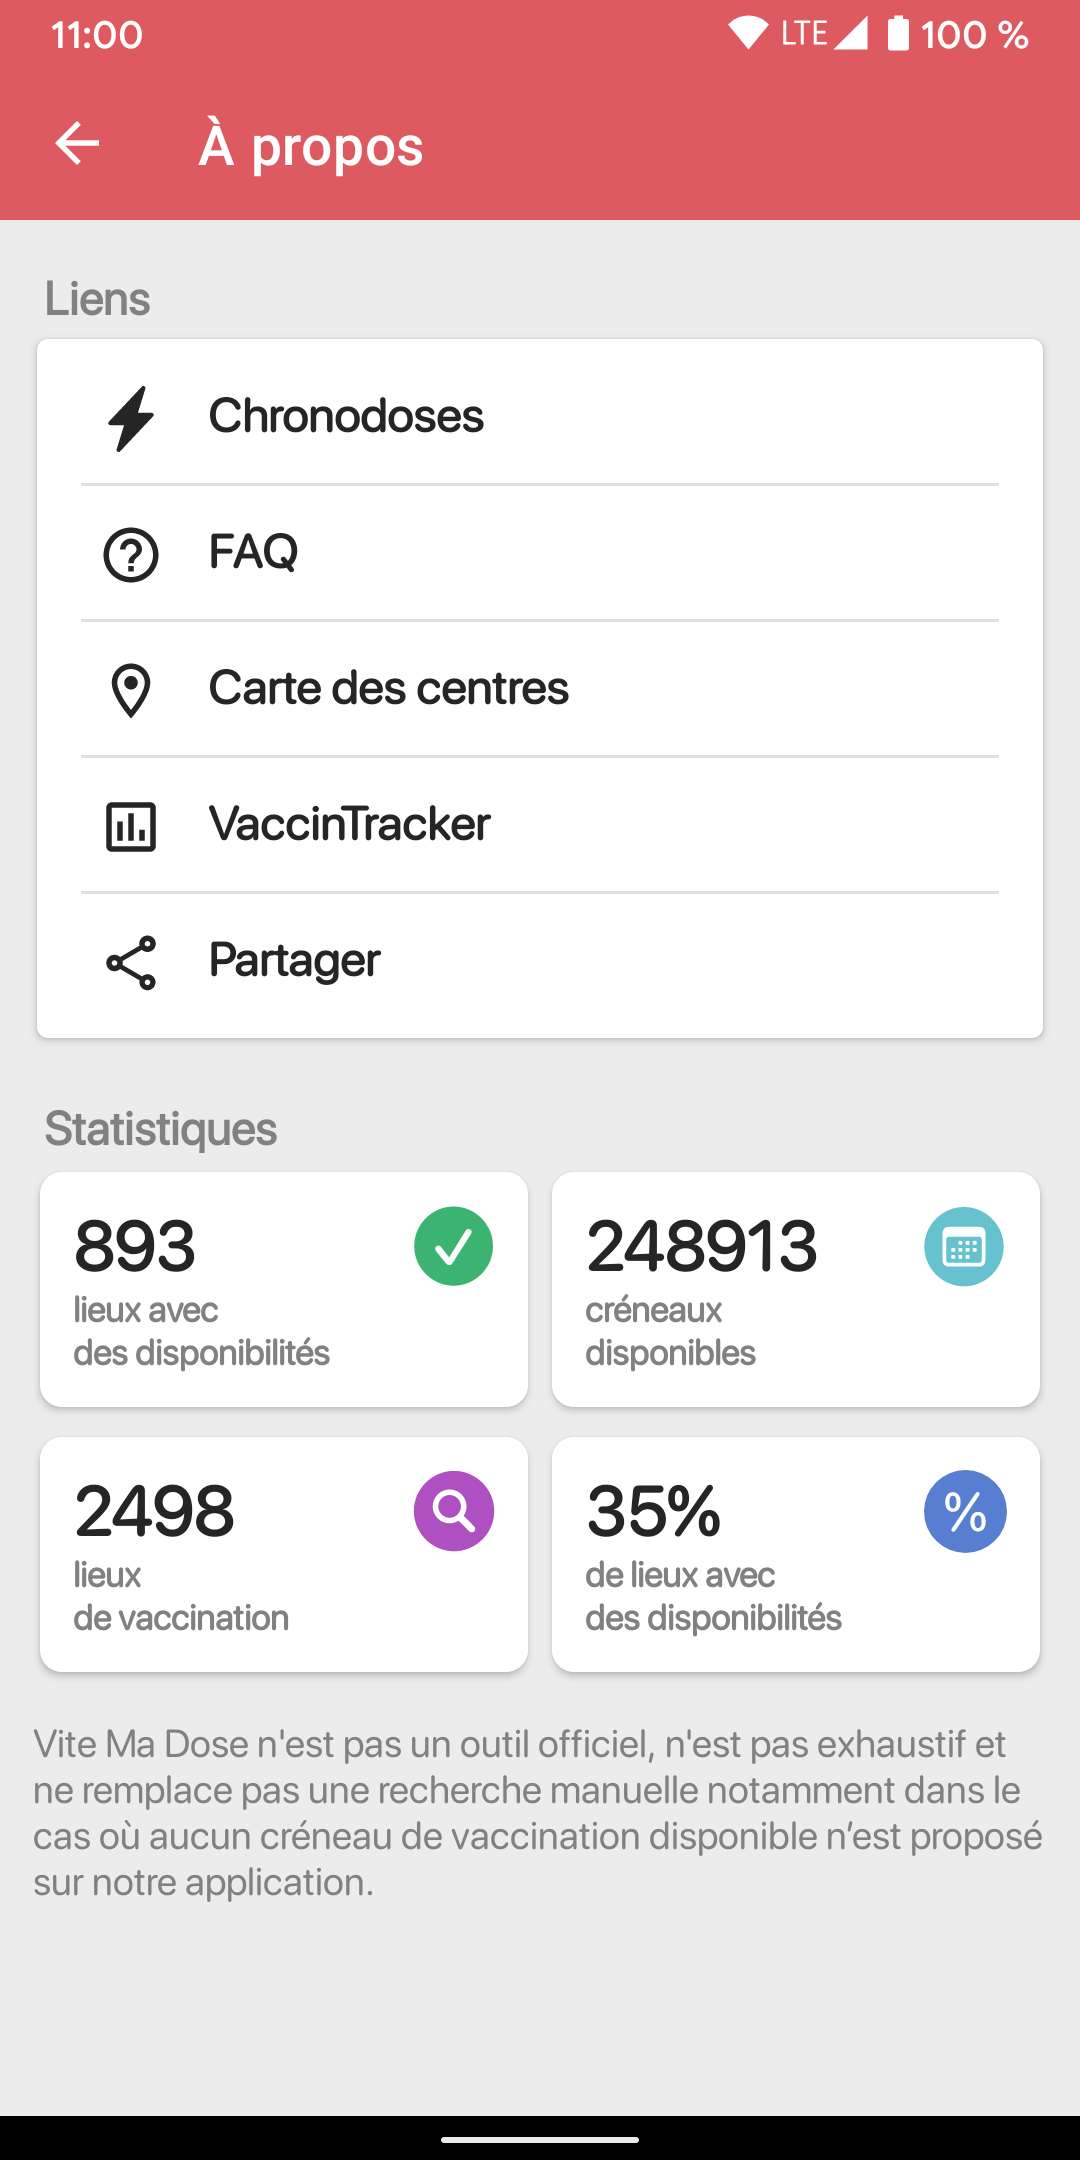 11:00 LTE 100 %
À propos
Liens
Chronodoses
FAQ
Carte des centres
VaccinTracker
Partager
Statistiques
893
lieux avec
des disponibilités
248913
créneaux
disponibles
2498
lieux
de vaccination
35%
%
de lieux avec
des disponibilités
Vite Ma Dose n'est pas un outil officiel, n'est pas exhaustif et
ne remplace pas une recherche manuelle notamment dans le
cas où aucun créneau de vaccination disponible n’est proposé
sur notre application.